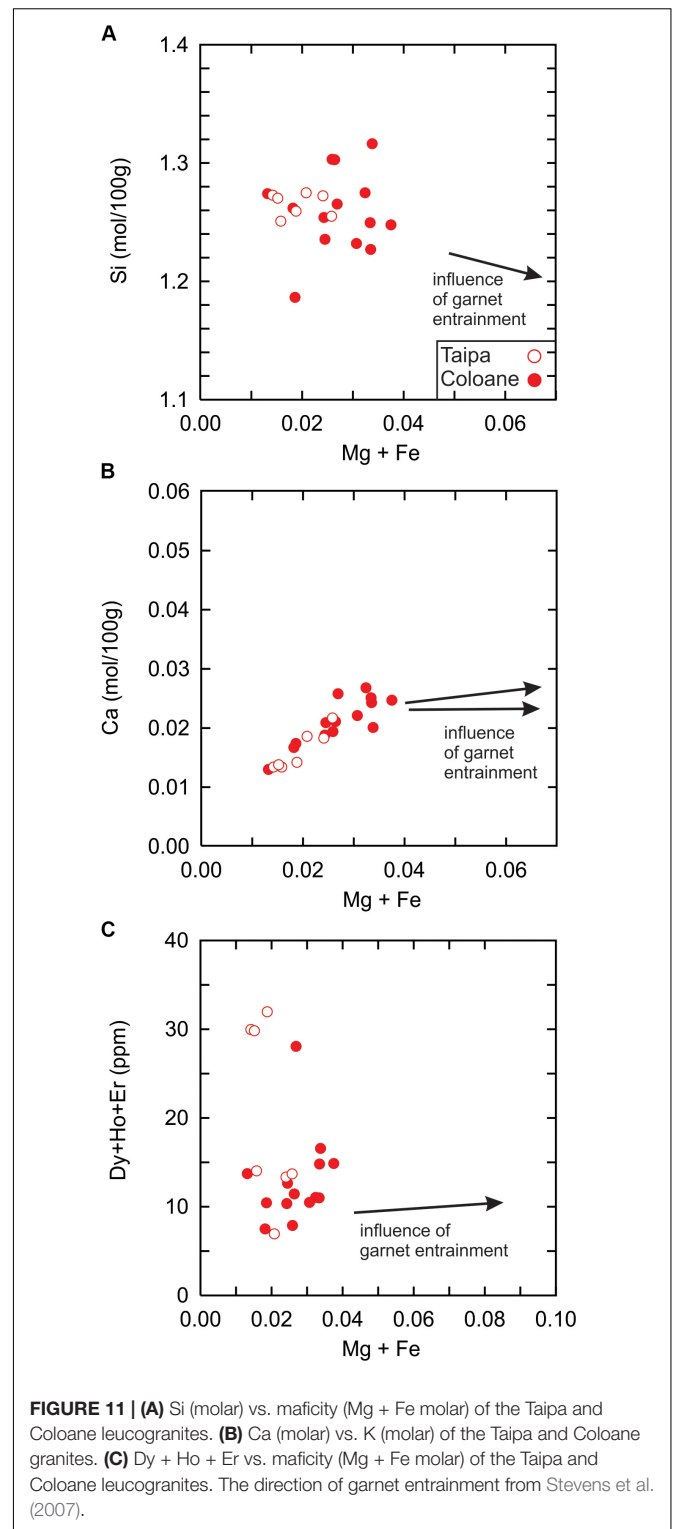 A
1.4
1.3
1.2
1.1
Si (mol/100g)
influence
of garnet
entrainment
Taipa
Coloane
0.00 0.02 0.04 0.06
Mg + Fe
B
0.06
0.05
0.04
0.03
0.02
0.01
0.00
Ca (mol/100g)
influence
of garnet
entrainment
0.00 0.02 0.04 0.06
Mg + Fe
C
40
30
20
10
0
Dy+Ho+Er (ppm)
influence of
garnet entrainment
0.00 0.02 0.04 0.06 0.08 0.10
Mg + Fe
FIGURE 11 | (A) Si (molar) vs. maficity (Mg + Fe molar) of the Taipa and
Coloane leucogranites. (B) Ca (molar) vs. K (molar) of the Taipa and Coloane
granites. (C) Dy + Ho + Er vs. maficity (Mg + Fe molar) of the Taipa and
Coloane leucogranites. The direction of garnet entrainment from Stevens et al.
(2007).